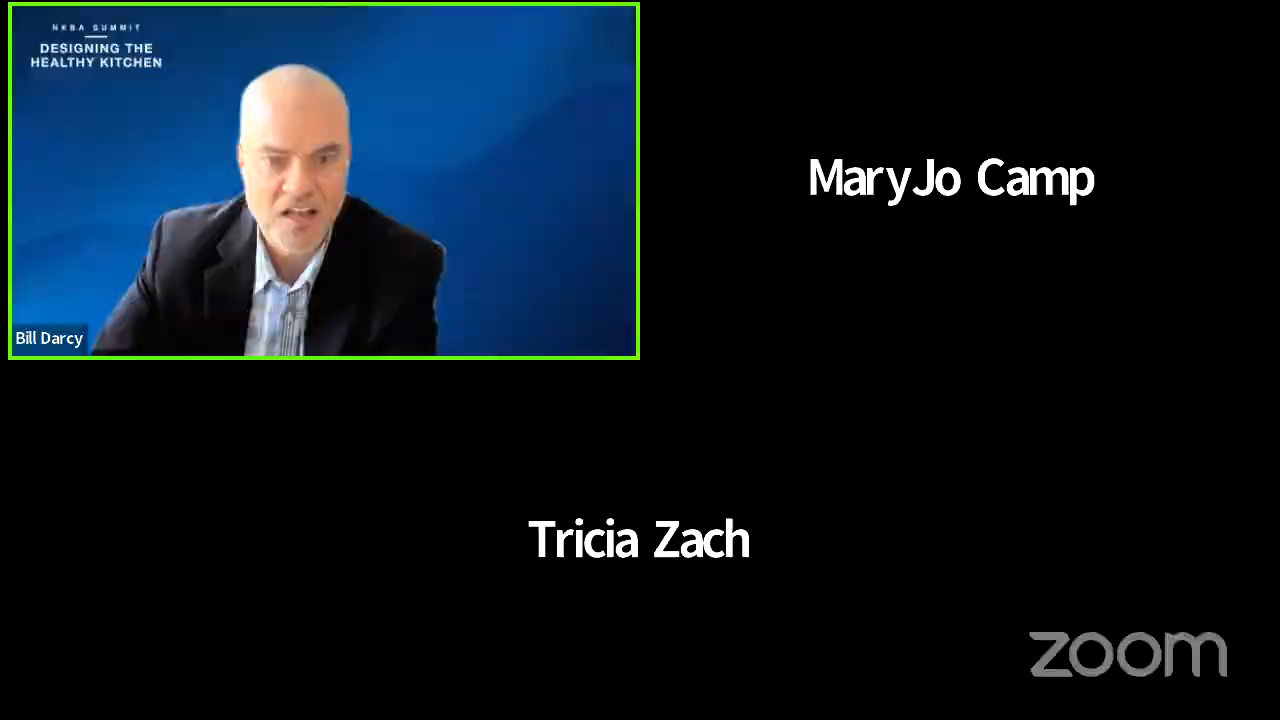 NKBA SUMMIT
DESIGNING THE
HEALTHY KITCHEN
MaryJo Camp
Bill Darcy
Tricia Zach
zoom